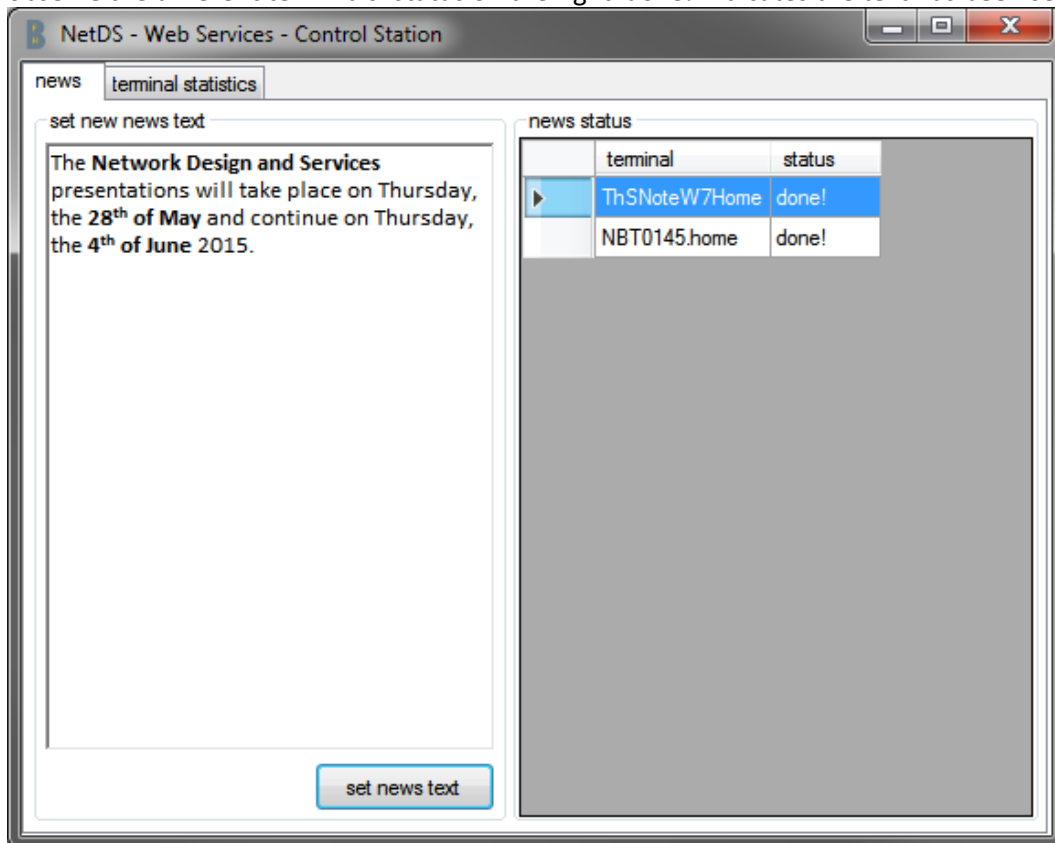 NetDS - Web Services - Control Station
news terminal statistics
set new news text
The Network Design and Services
presentations will take place on Thursday,
the 28th of May and continue on Thursday,
the 4th of June 2015.
set news text
news status
terminal status
ThSNoteW7Home done!
NBT0145.home done!